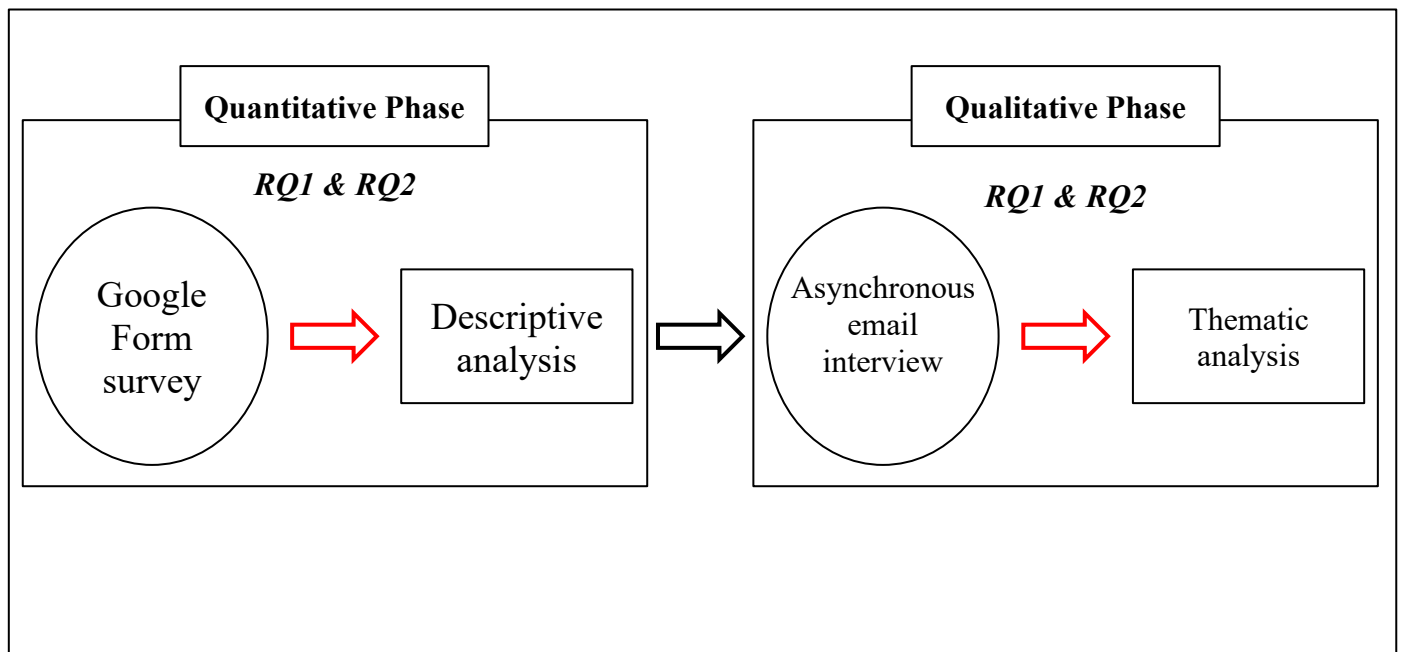 Quantitative Phase
RQ1 & RQ2
Google
Form
survey
Descriptive
analysis
Qualitative Phase
RQ1 & RQ2
Asynchronous
email
interview
Thematic
analysis